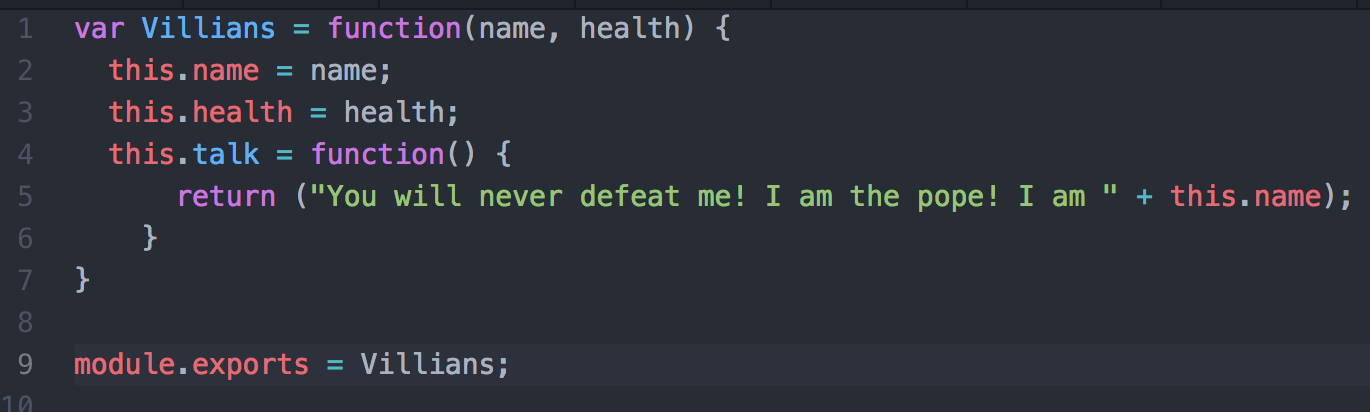 1 var Villians = function(name, health) {
2   this.name = name;
3   this.health = health;
4   this.talk = function() {
5       return ("You will never defeat me! I am the pope! I am " + this.name);
6     }
7 }
8
9 module.exports = Villians;
10